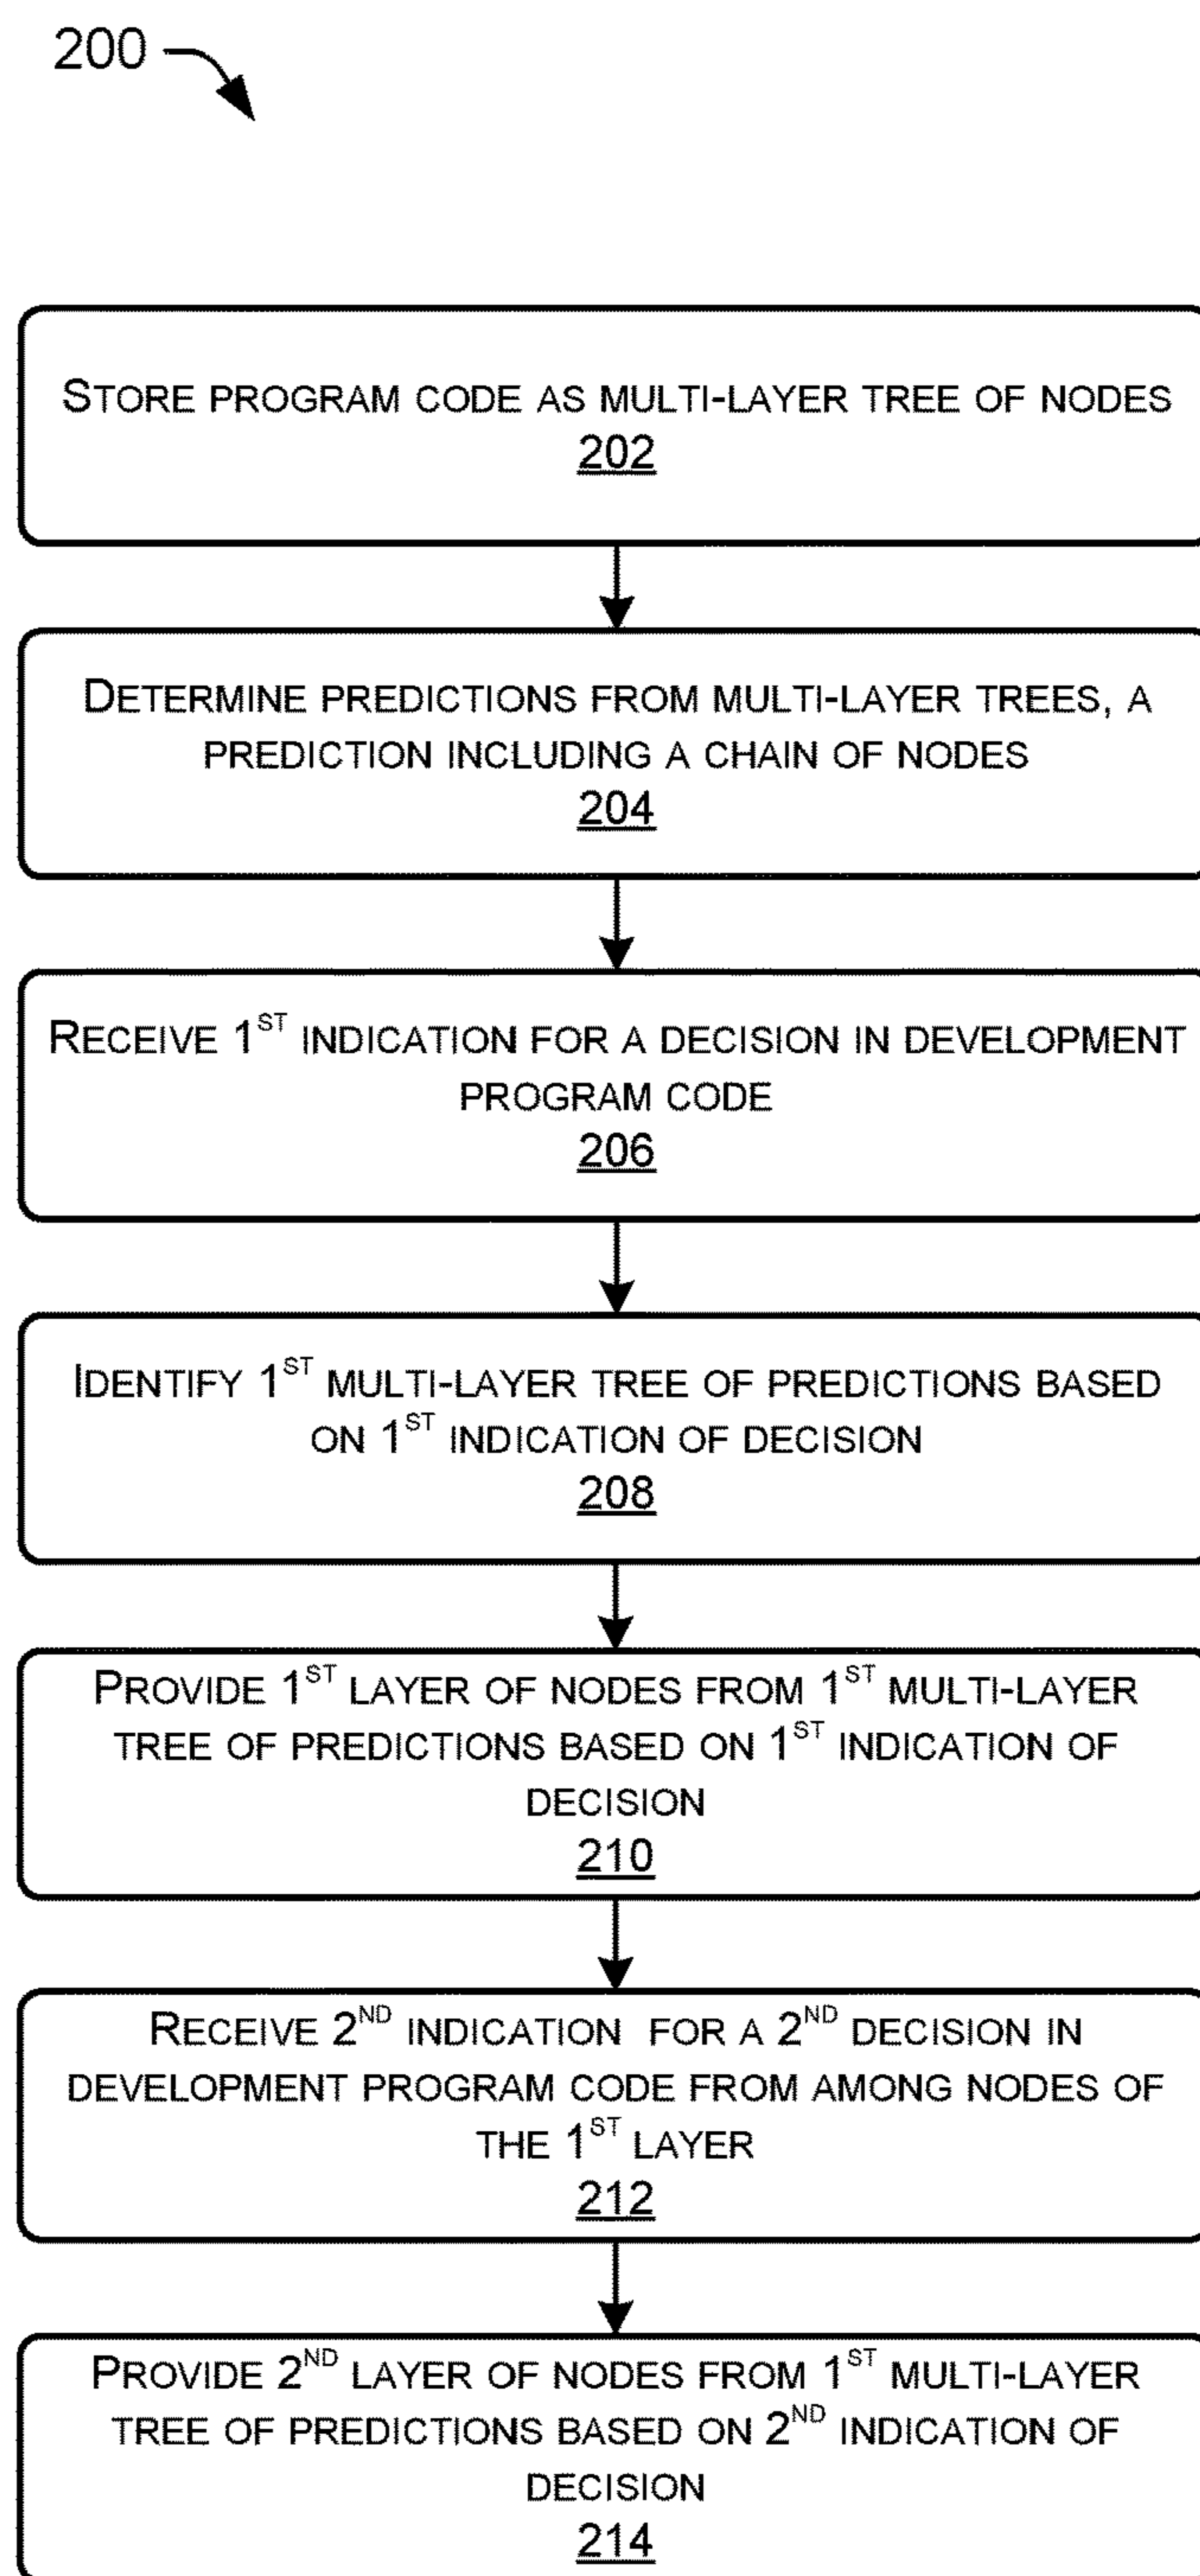 200
STORE PROGRAM CODE AS MULTI-LAYER TREE OF NODES
202
DETERMINE PREDICTIONS FROM MULTI-LAYER TREES, A
PREDICTION INCLUDING A CHAIN OF NODES
204
RECEIVE 1ST INDICATION FOR A DECISION IN DEVELOPMENT
PROGRAM CODE
206
IDENTIFY 1ST MULTI-LAYER TREE OF PREDICTIONS BASED
ON 1ST INDICATION OF DECISION
208
PROVIDE 1ST LAYER OF NODES FROM 1ST MULTI-LAYER
TREE OF PREDICTIONS BASED ON 1ST INDICATION OF
DECISION
210
RECEIVE 2ND INDICATION FOR A 2ND DECISION IN
DEVELOPMENT PROGRAM CODE FROM AMONG NODES OF
THE 1ST LAYER
212
PROVIDE 2ND LAYER OF NODES FROM 1ST MULTI-LAYER
TREE OF PREDICTIONS BASED ON 2ND INDICATION OF
DECISION
214